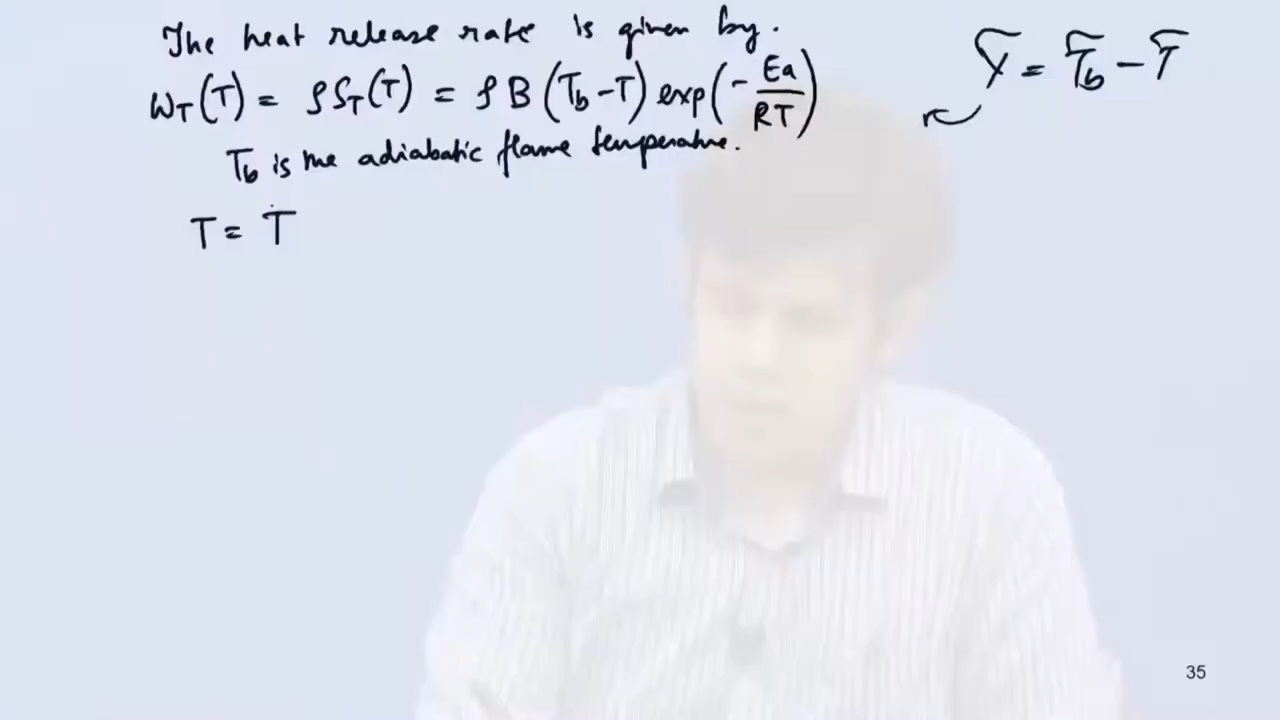 The heat release rate is given by.
ω_T(T) = ρS_T(T) = ρB(T_b-T) exp(-Ea/RT)
T_b is the adiabatic flame temperature.
T = T
Ỹ = T̃_b - T̃
35